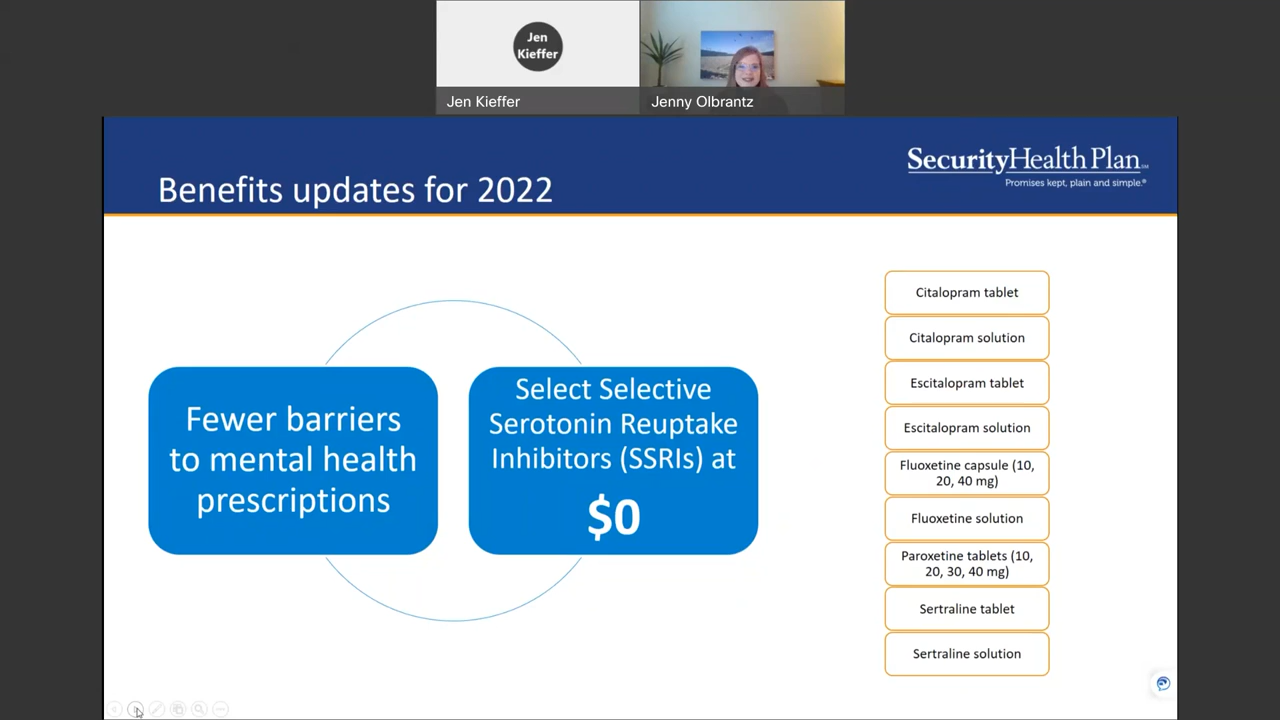 Jen
Kieffer
Jen Kieffer
Jenny Olbrantz
Benefits updates for 2022
SecurityHealth Plan℠
Promises kept, plain and simple.®
Fewer barriers
to mental health
prescriptions
Select Selective
Serotonin Reuptake
Inhibitors (SSRIs) at
$0
Citalopram tablet
Citalopram solution
Escitalopram tablet
Escitalopram solution
Fluoxetine capsule (10,
20, 40 mg)
Fluoxetine solution
Paroxetine tablets (10,
20, 30, 40 mg)
Sertraline tablet
Sertraline solution